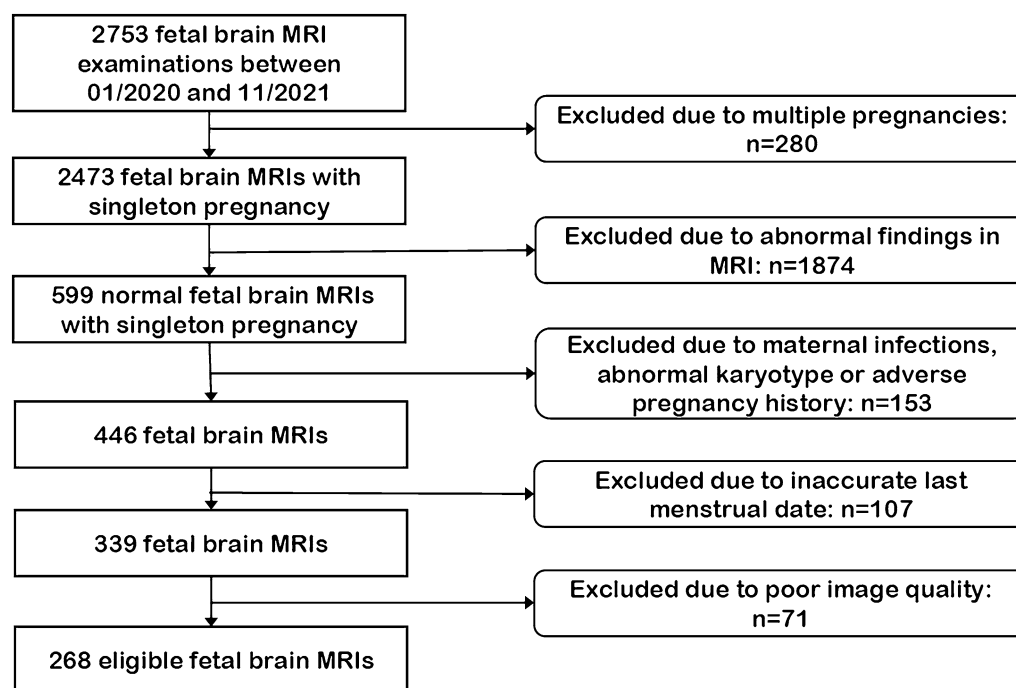 2753 fetal brain MRI
examinations between
01/2020 and 11/2021
Excluded due to multiple pregnancies:
n=280
2473 fetal brain MRIs with
singleton pregnancy
Excluded due to abnormal findings in
MRI: n=1874
599 normal fetal brain MRIs
with singleton pregnancy
Excluded due to maternal infections,
abnormal karyotype or adverse
pregnancy history: n=153
446 fetal brain MRIs
Excluded due to inaccurate last
menstrual date: n=107
339 fetal brain MRIs
Excluded due to poor image quality:
n=71
268 eligible fetal brain MRIs